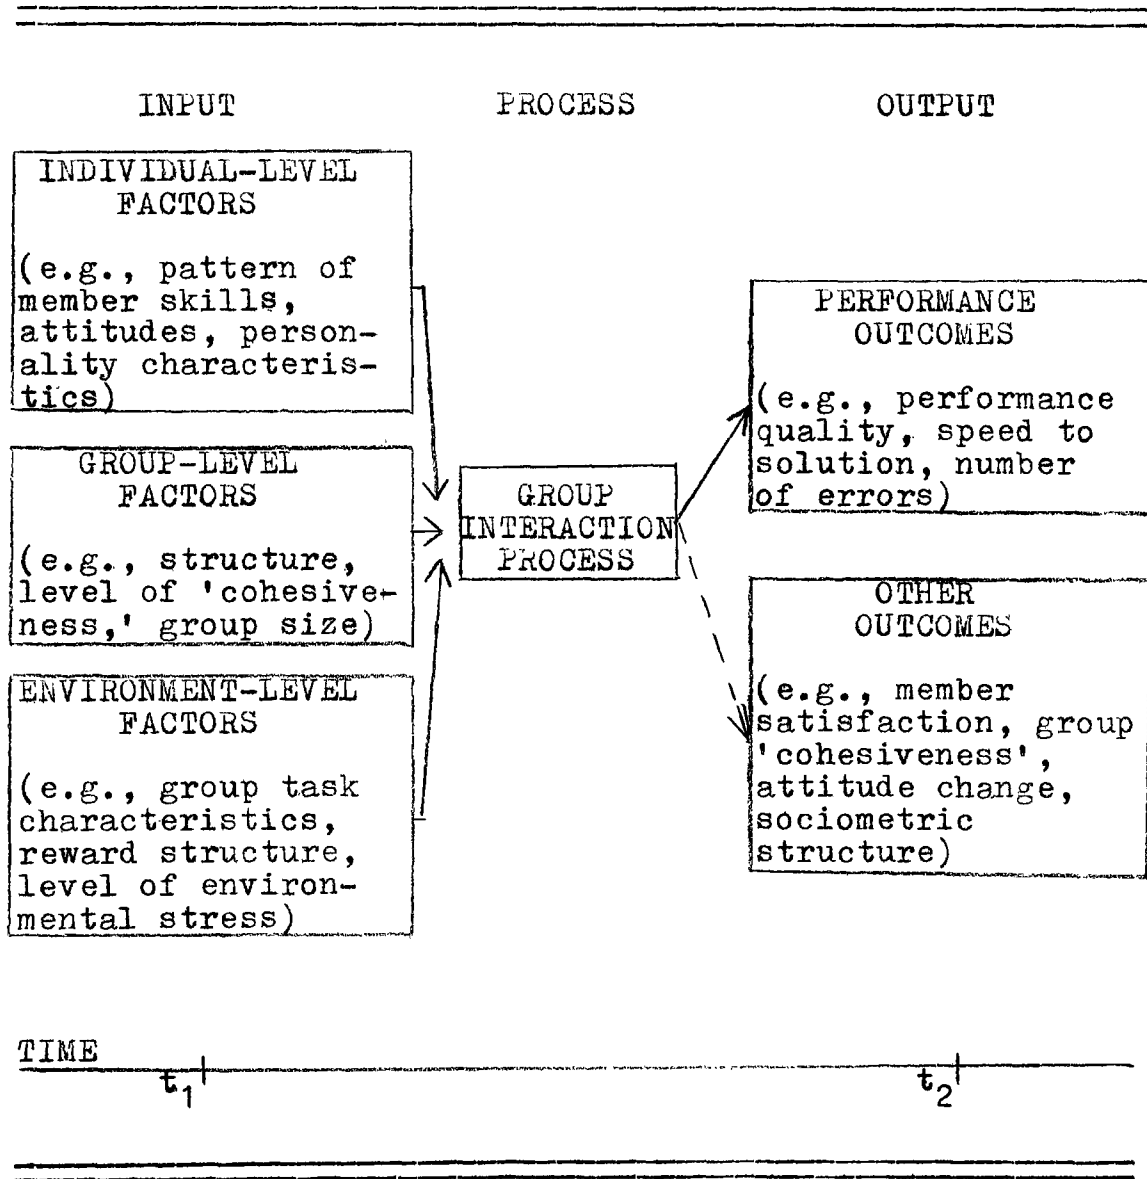 INPUT
PROCESS
OUTPUT
INDIVIDUAL-LEVEL
FACTORS
(e.g., pattern of
member skills,
attitudes, person-
ality characteris-
tics)
GROUP-LEVEL
FACTORS
(e.g., structure,
level of 'cohesive-
ness,' group size)
ENVIRONMENT-LEVEL
FACTORS
(e.g., group task
characteristics,
reward structure,
level of environ-
mental stress)
GROUP
INTERACTION
PROCESS
PERFORMANCE
OUTCOMES
(e.g., performance
quality, speed to
solution, number
of errors)
OTHER
OUTCOMES
(e.g., member
satisfaction, group
'cohesiveness',
attitude change,
sociometric
structure)
TIME
t1
t2